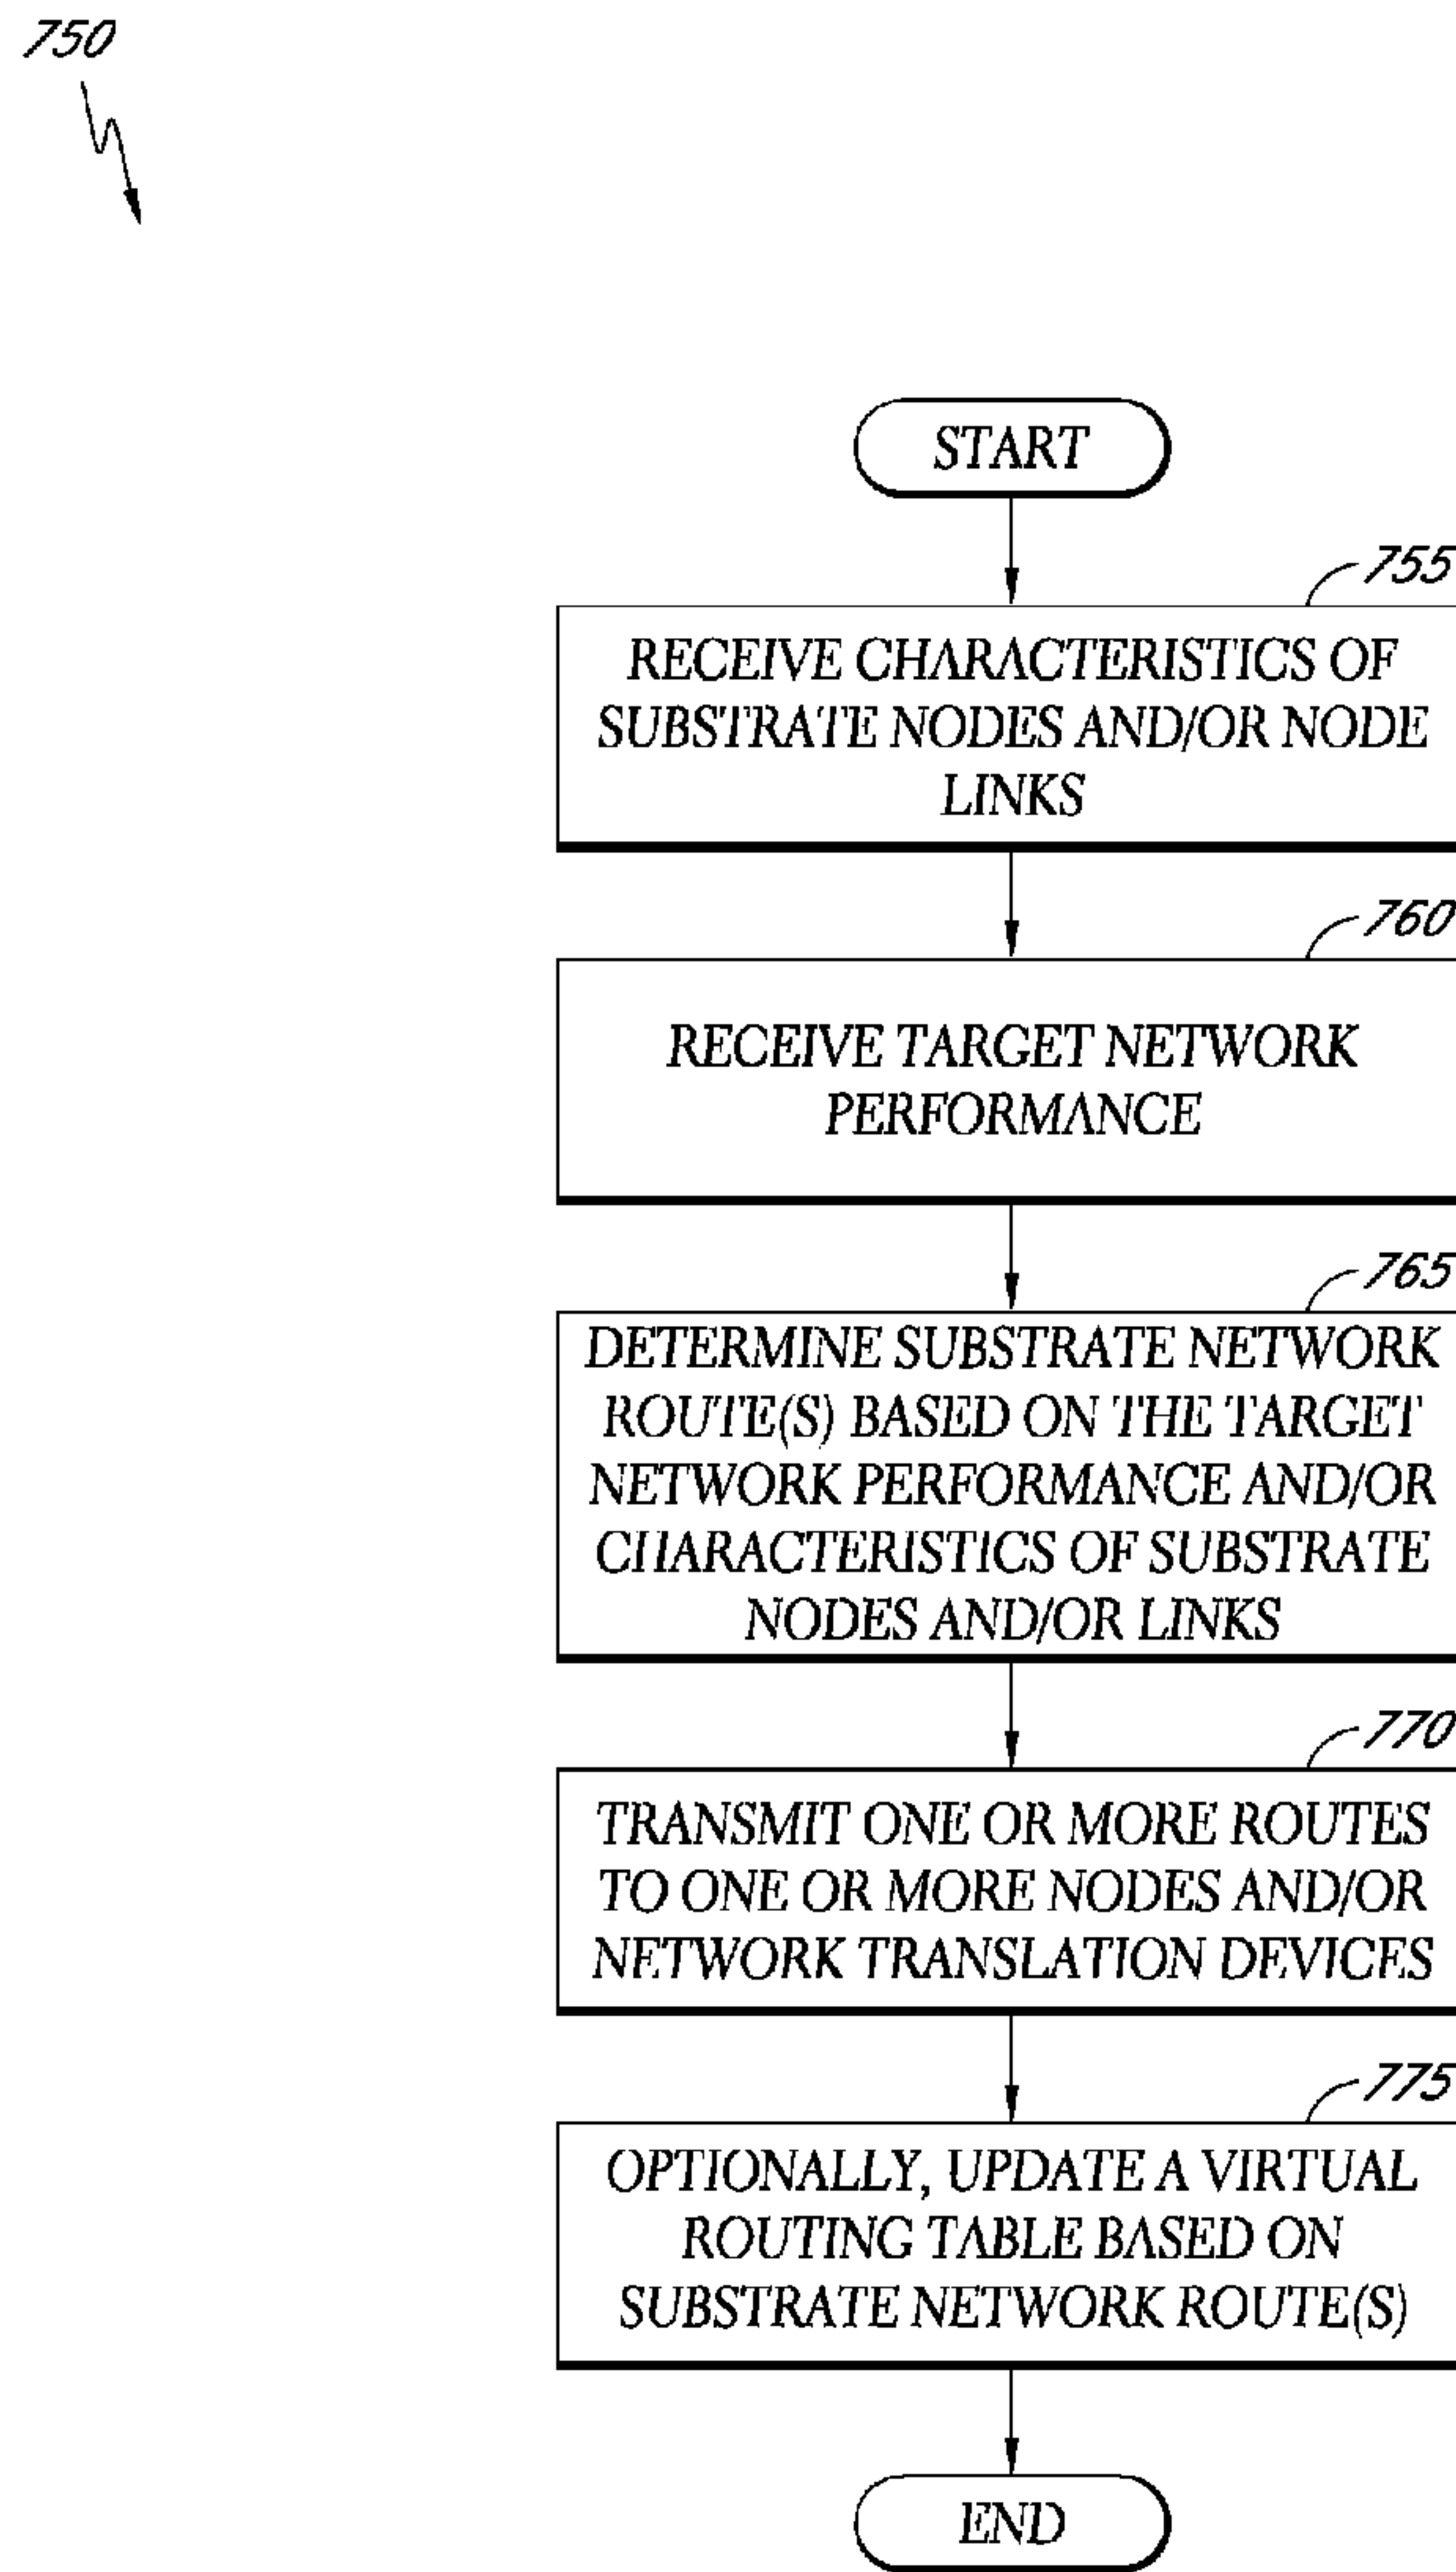 750
START
755
RECEIVE CHARACTERISTICS OF
SUBSTRATE NODES AND/OR NODE
LINKS
760
RECEIVE TARGET NETWORK
PERFORMANCE
765
DETERMINE SUBSTRATE NETWORK
ROUTE(S) BASED ON THE TARGET
NETWORK PERFORMANCE AND/OR
CHARACTERISTICS OF SUBSTRATE
NODES AND/OR LINKS
770
TRANSMIT ONE OR MORE ROUTES
TO ONE OR MORE NODES AND/OR
NETWORK TRANSLATION DEVICES
775
OPTIONALLY, UPDATE A VIRTUAL
ROUTING TABLE BASED ON
SUBSTRATE NETWORK ROUTE(S)
END